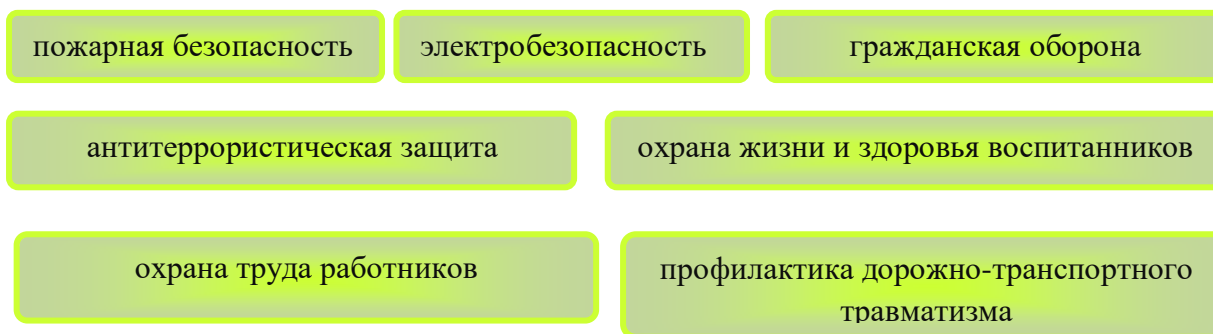 пожарная безопасность
электробезопасность
гражданская оборона
антитеррористическая защита
охрана жизни и здоровья воспитанников
охрана труда работников
профилактика дорожно-транспортного
травматизма